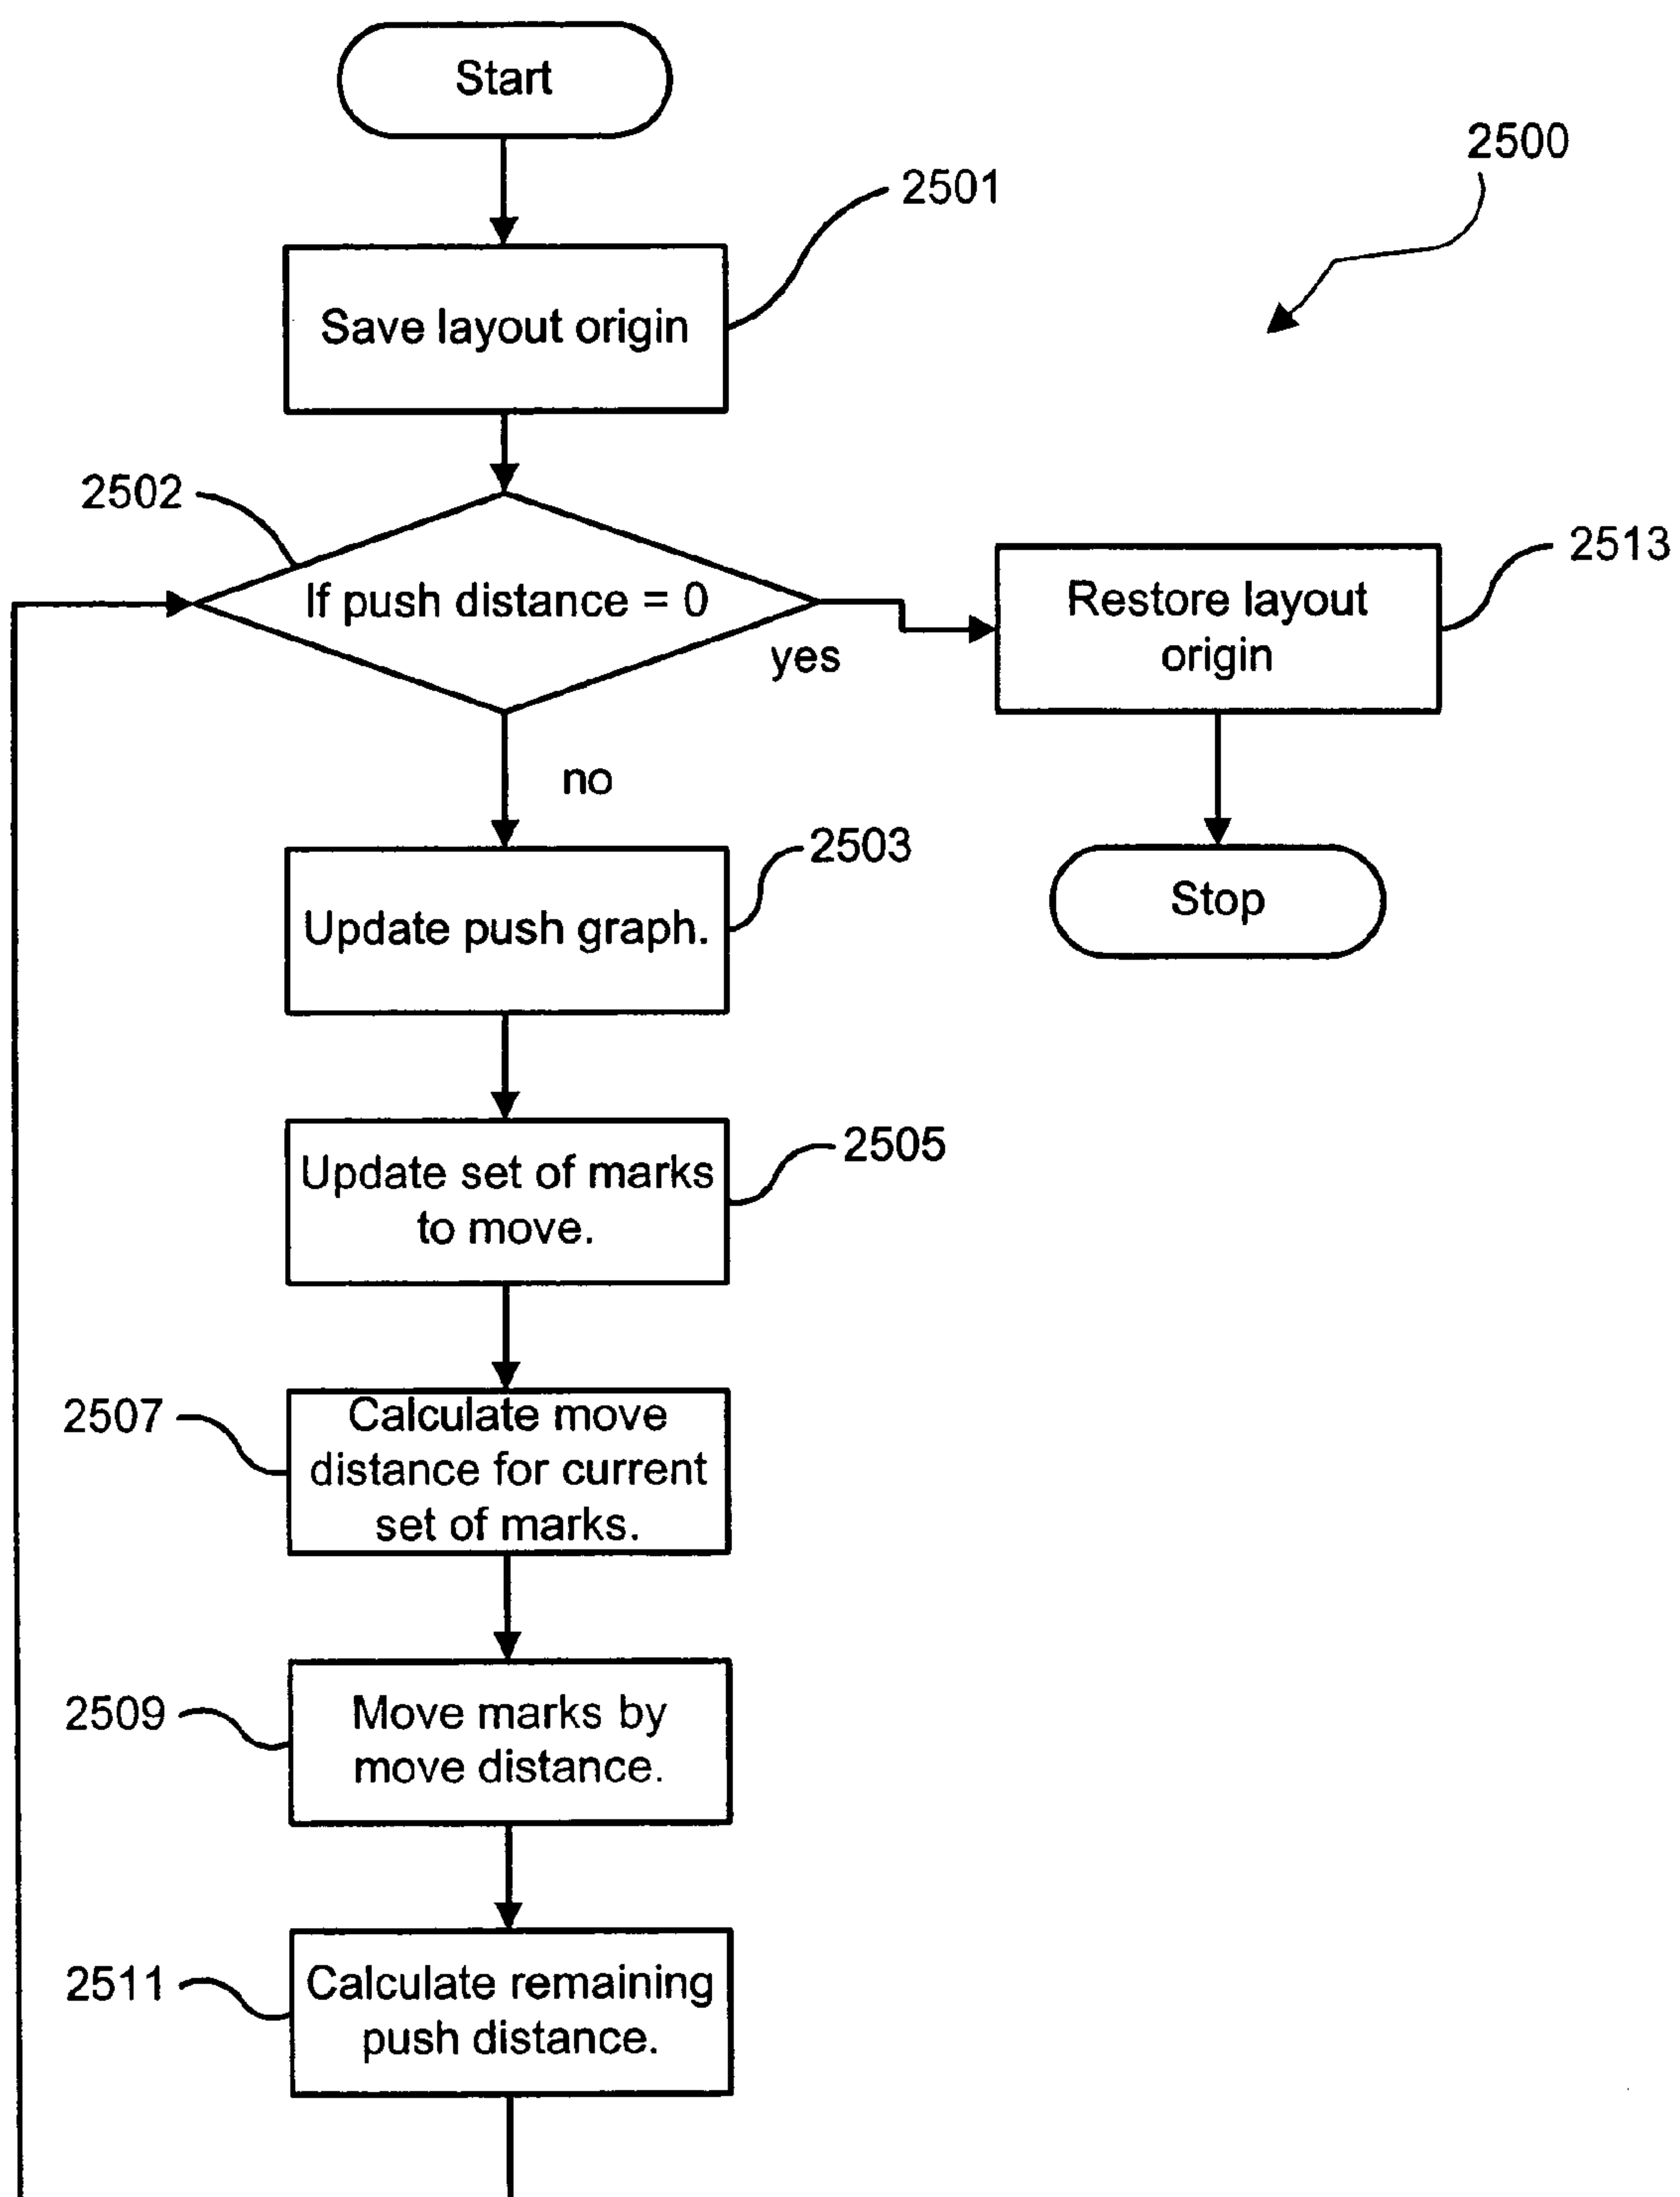 Start
2500
2501
Save layout origin
2502
If push distance = 0
yes
2513
Restore layout
origin
no
2503
Update push graph.
Stop
2505
Update set of marks
to move.
2507
Calculate move
distance for current
set of marks.
2509
Move marks by
move distance.
2511
Calculate remaining
push distance.